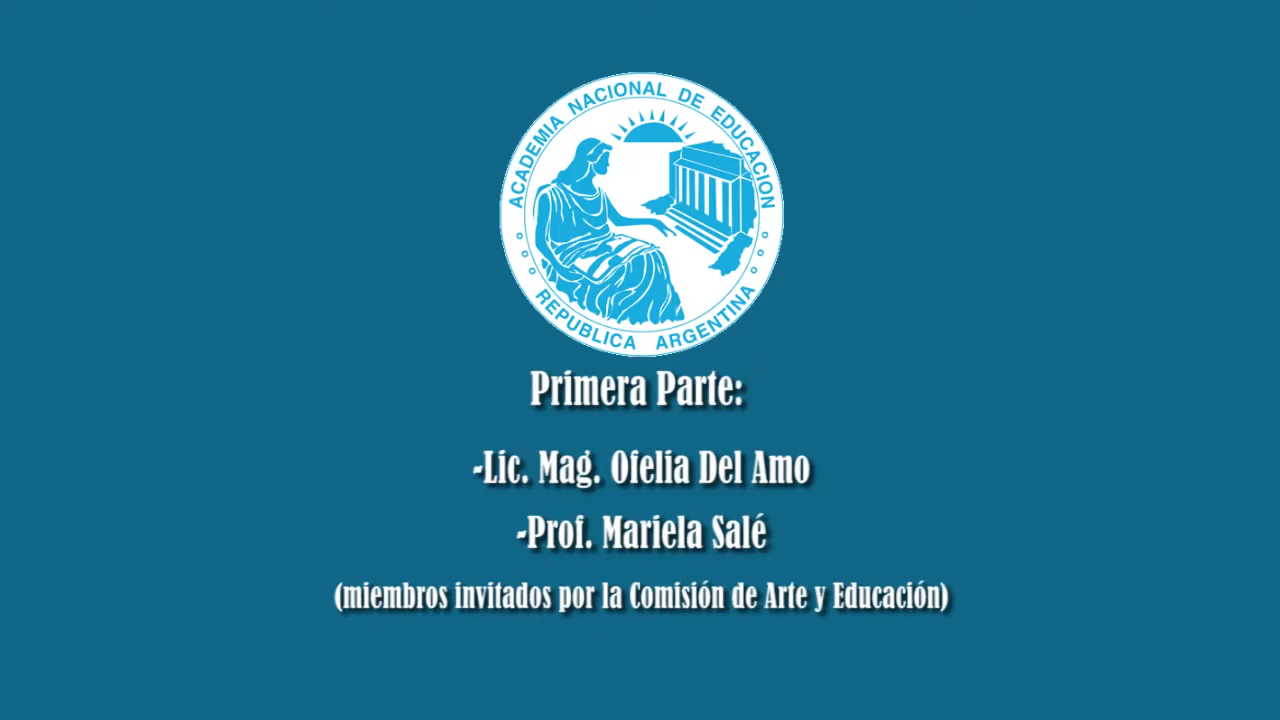 ACADEMIA NACIONAL DE EDUCACION
REPUBLICA ARGENTINA
Primera Parte:
-Lic. Mag. Ofelia Del Amo
-Prof. Mariela Salé
(miembros invitados por la Comisión de Arte y Educación)